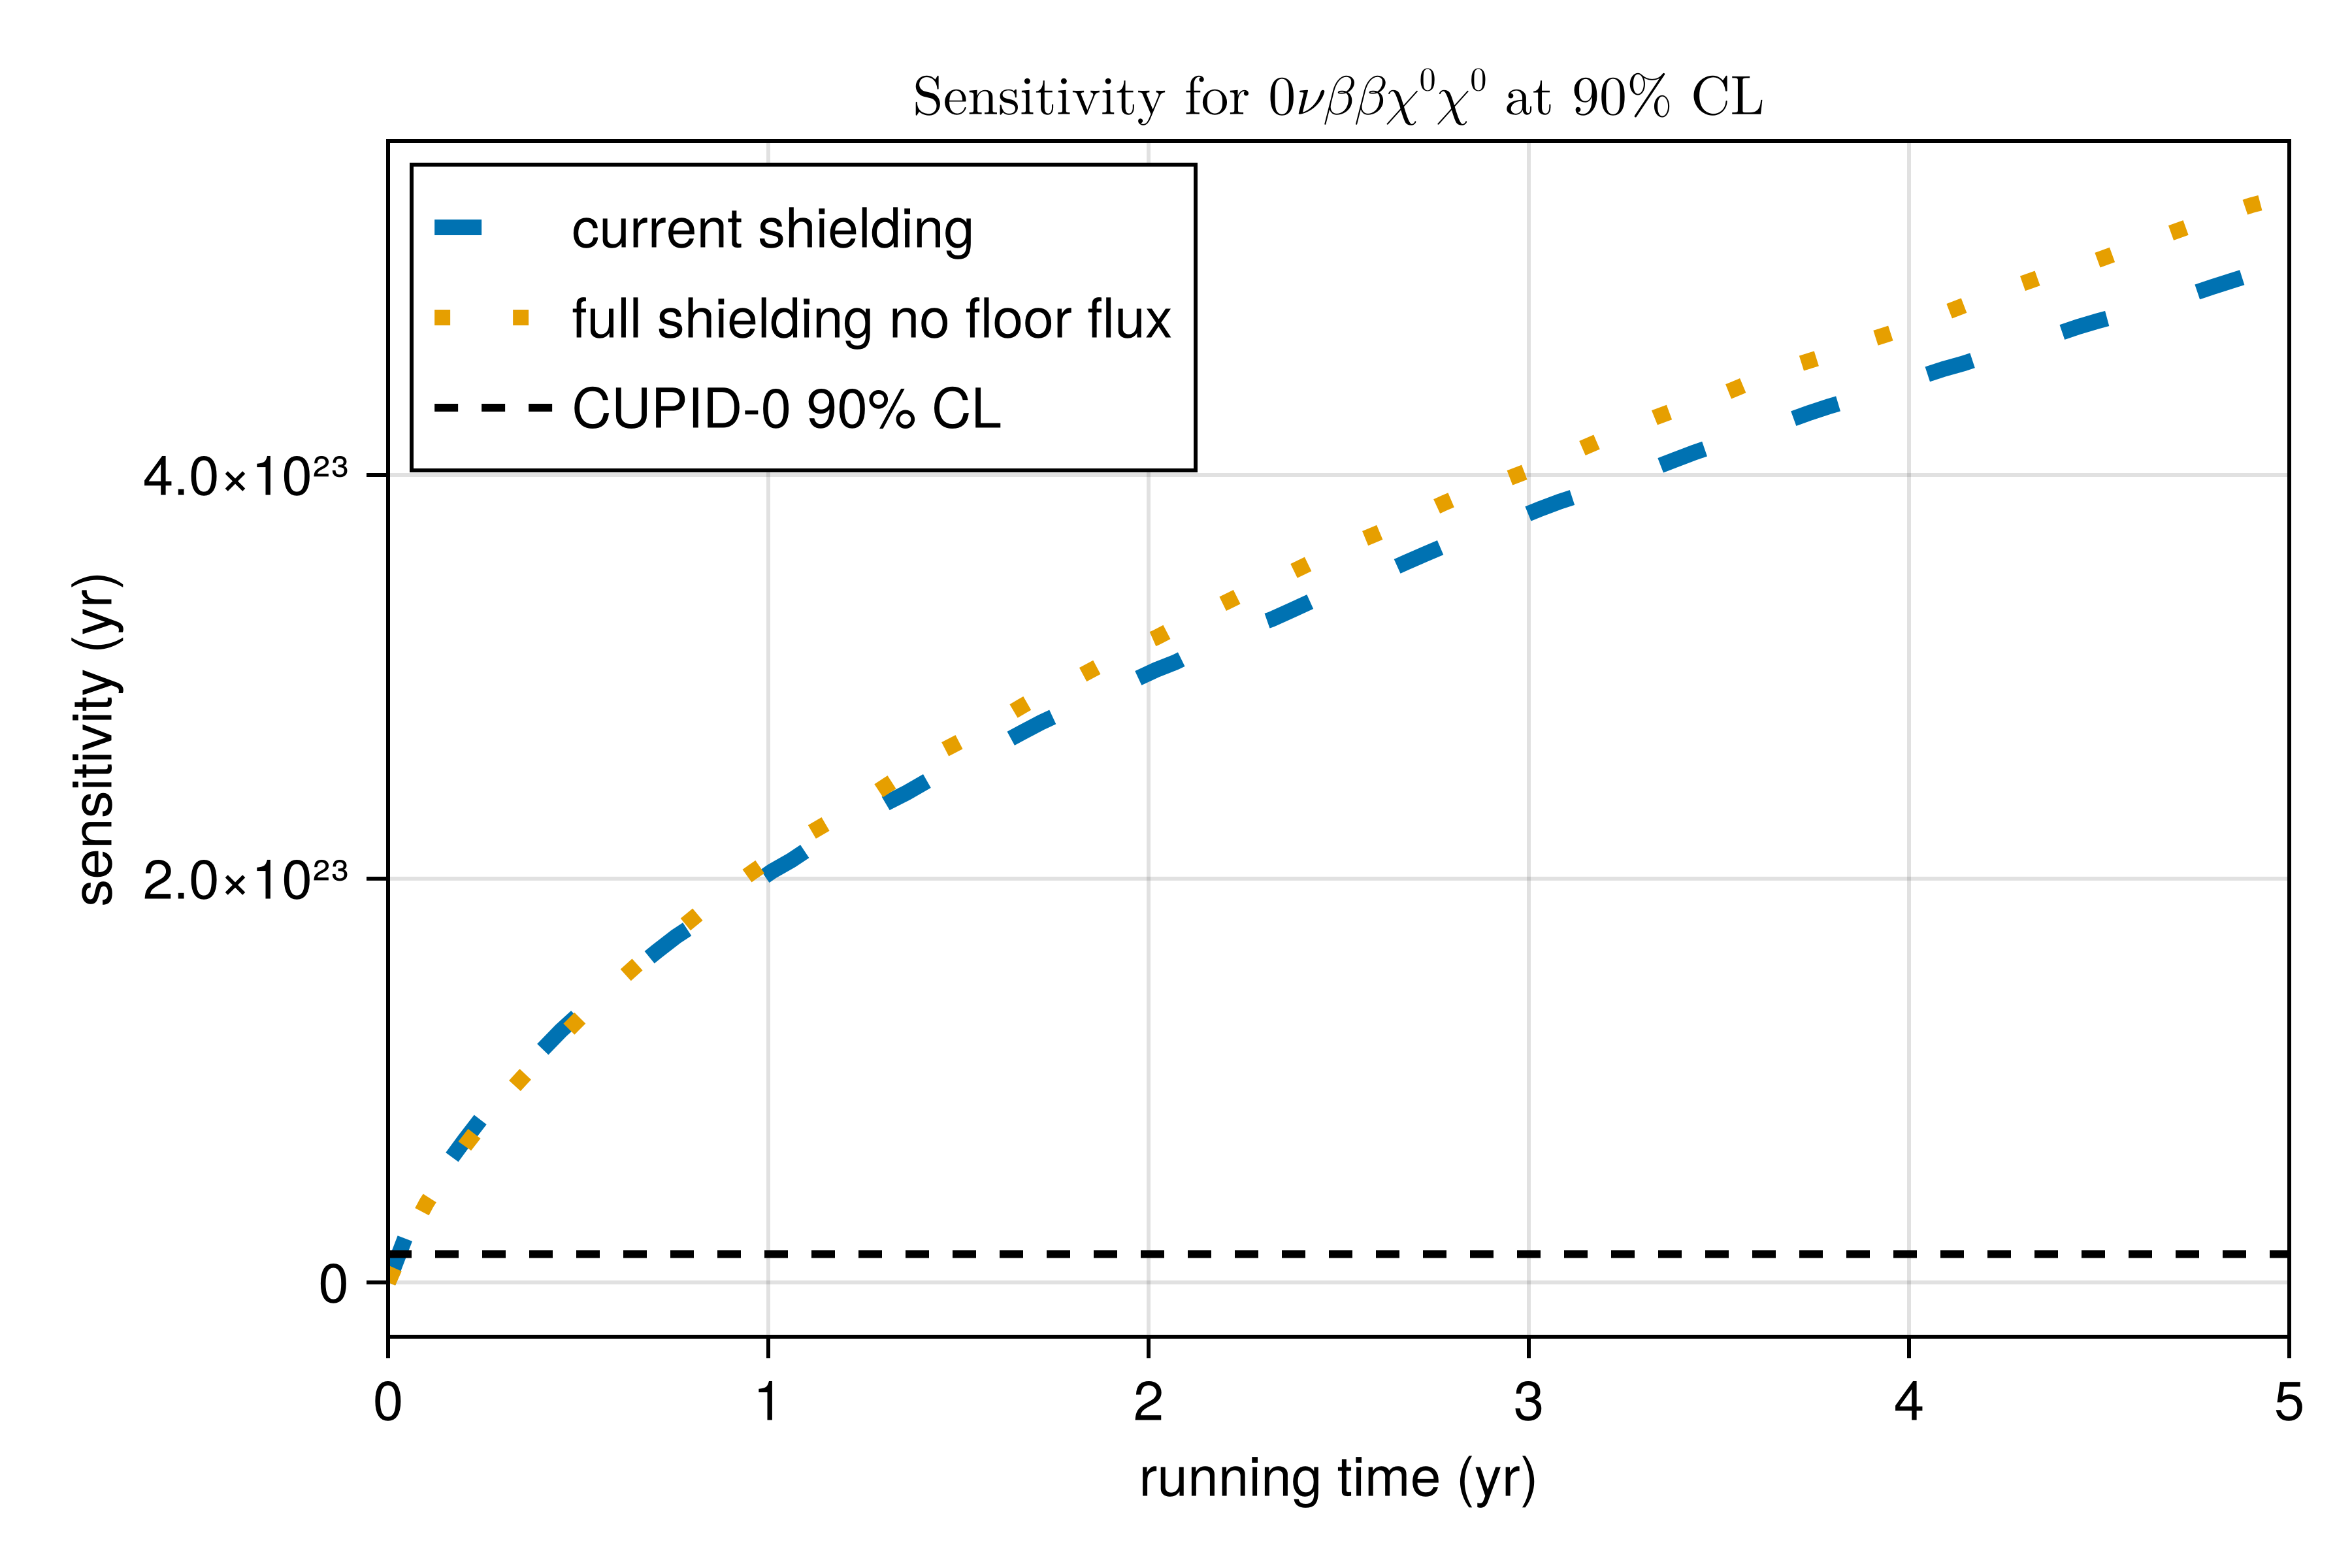 Sensitivity for 0νββχ⁰χ⁰ at 90% CL
current shielding
full shielding no floor flux
CUPID-0 90% CL
sensitivity (yr)
4.0×10²³
2.0×10²³
0
0 1 2 3 4 5
running time (yr)